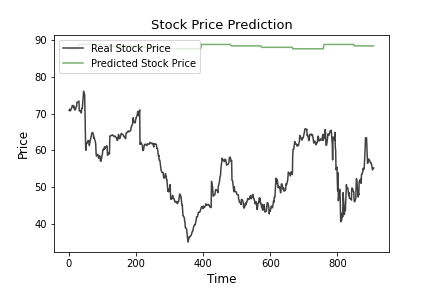 Stock Price Prediction
Real Stock Price
Predicted Stock Price
Price
90
80
70
60
50
40
0 200 400 600 800
Time